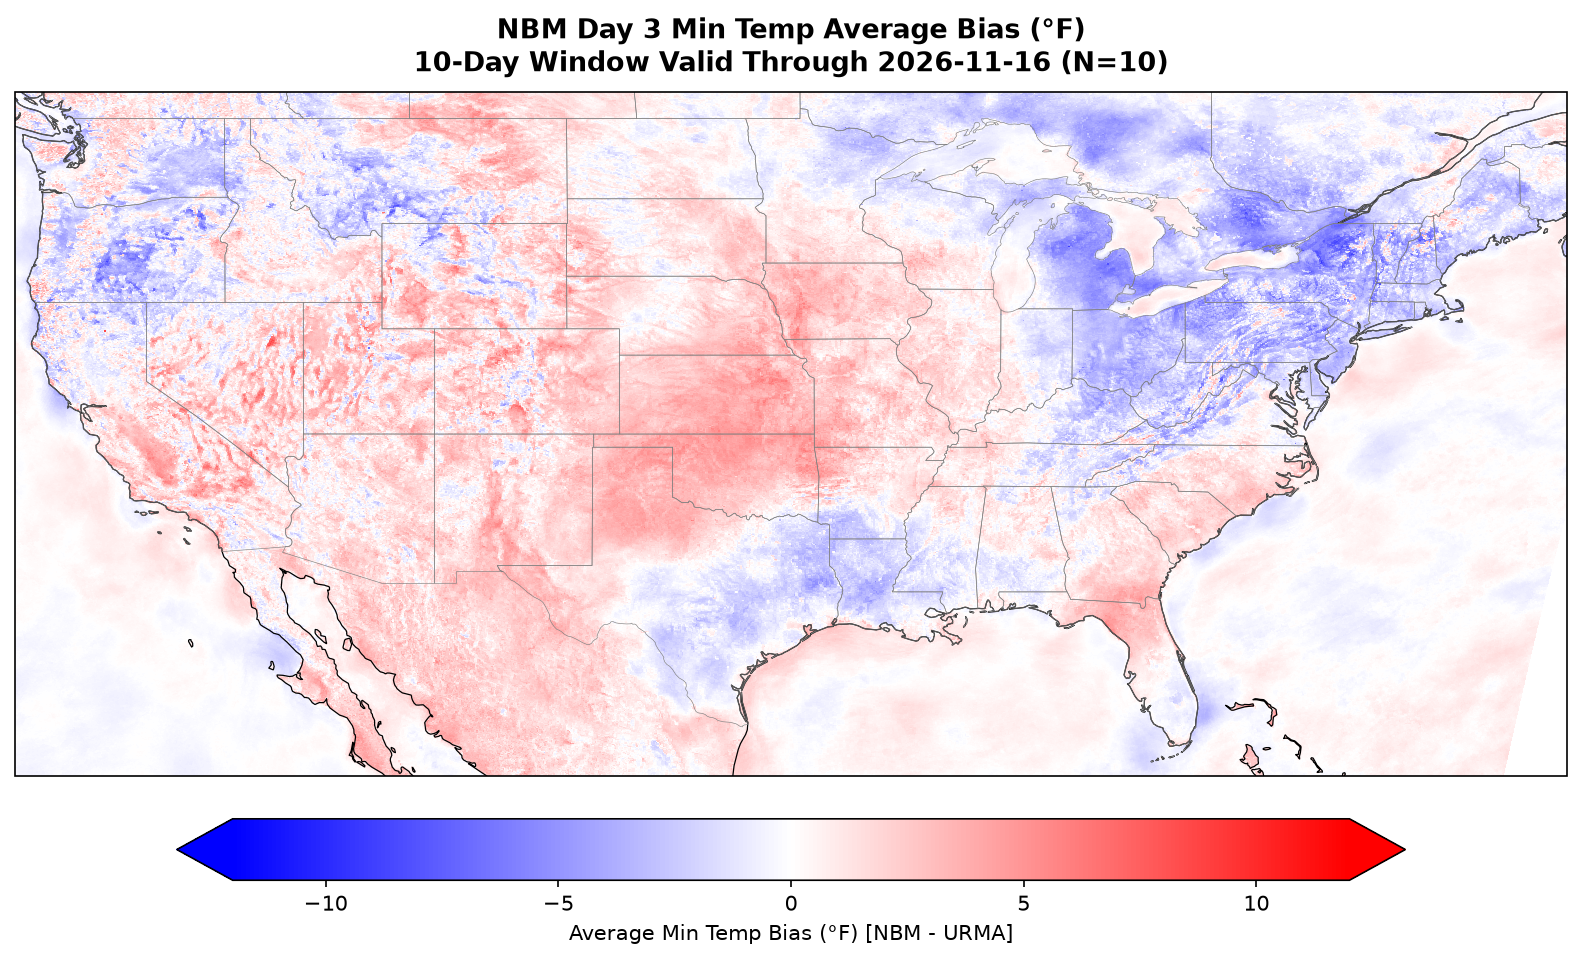 NBM Day 3 Min Temp Average Bias (°F)
10-Day Window Valid Through 2026-11-16 (N=10)
−10 −5 0 5 10
Average Min Temp Bias (°F) [NBM - URMA]